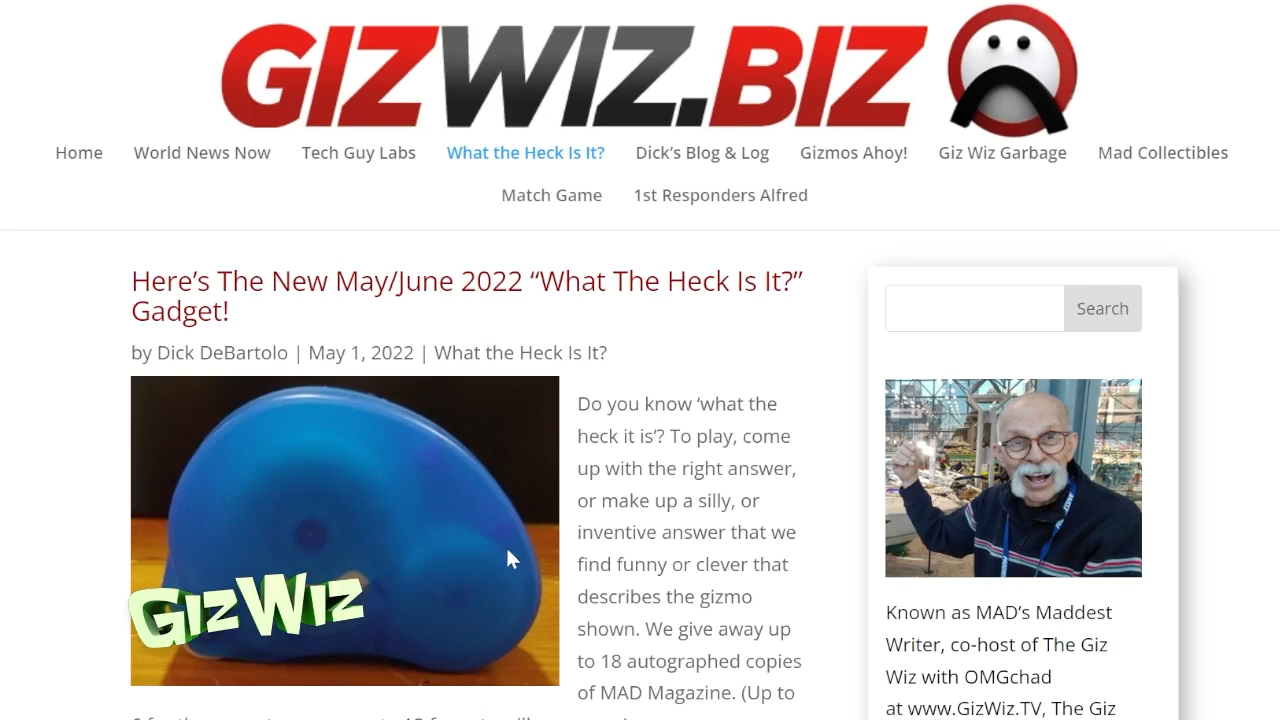 GIZWIZ.BIZ
Home World News Now Tech Guy Labs What the Heck Is It? Dick's Blog & Log Gizmos Ahoy! Giz Wiz Garbage Mad Collectibles
Match Game 1st Responders Alfred
Here's The New May/June 2022 “What The Heck Is It?”
Gadget!
by Dick DeBartolo | May 1, 2022 | What the Heck Is It?
GIZWIZ
Do you know ‘what the
heck it is’? To play, come
up with the right answer,
or make up a silly, or
inventive answer that we
find funny or clever that
describes the gizmo
shown. We give away up
to 18 autographed copies
of MAD Magazine. (Up to
Search
Known as MAD's Maddest
Writer, co-host of The Giz
Wiz with OMGchad
at www.GizWiz.TV, The Giz